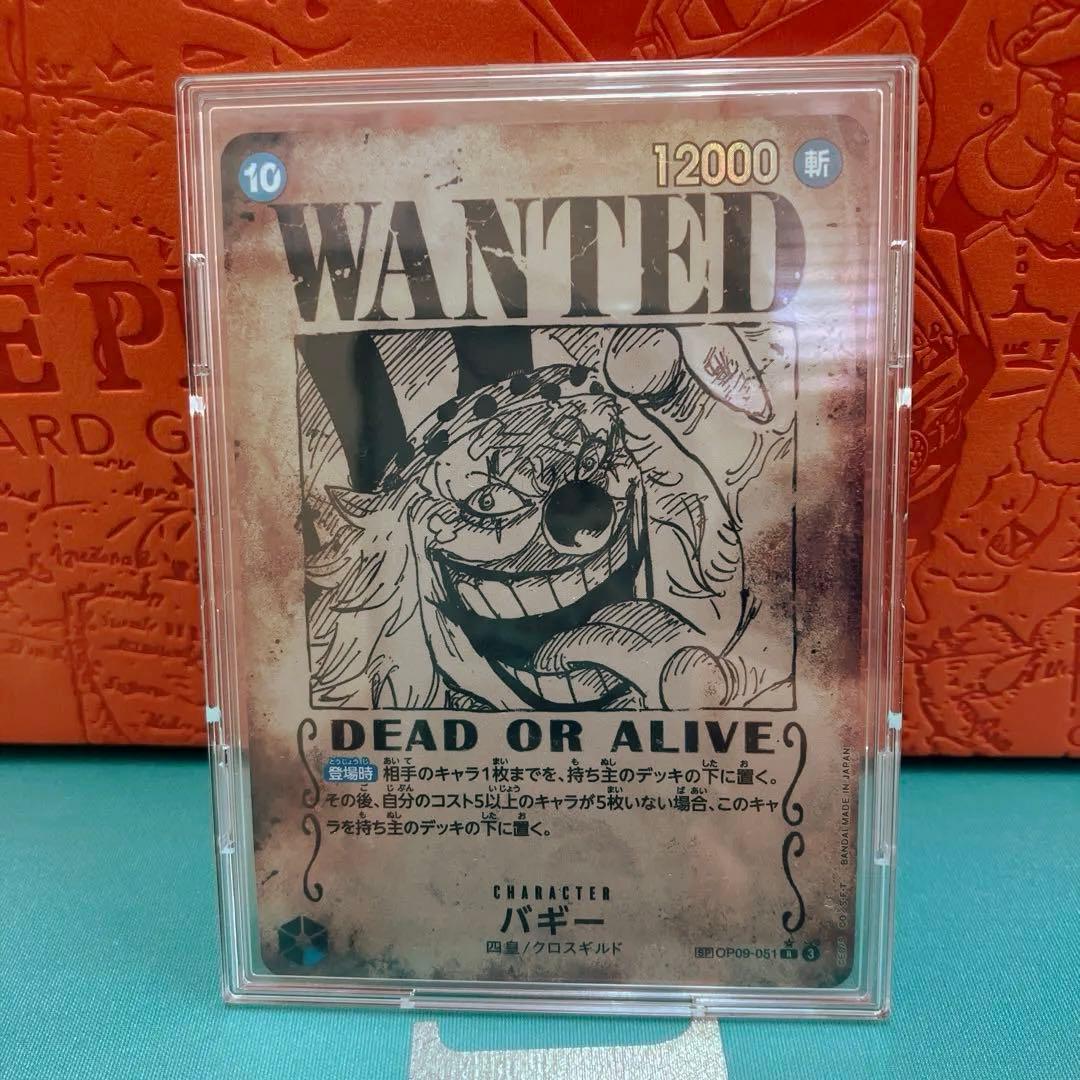 10
12000
斬
WANTED
DEAD OR ALIVE
登場時 相手のキャラ1枚までを、持ち主のデッキの下に置く。
その後、自分のコスト5以上のキャラが5枚いない場合、このキャ
ラを持ち主のデッキの下に置く。
CHARACTER
バギー
四皇/クロスギルド
SP OP09-051 R 3
BANDAI MADE IN JAPAN
EPI
ARD G